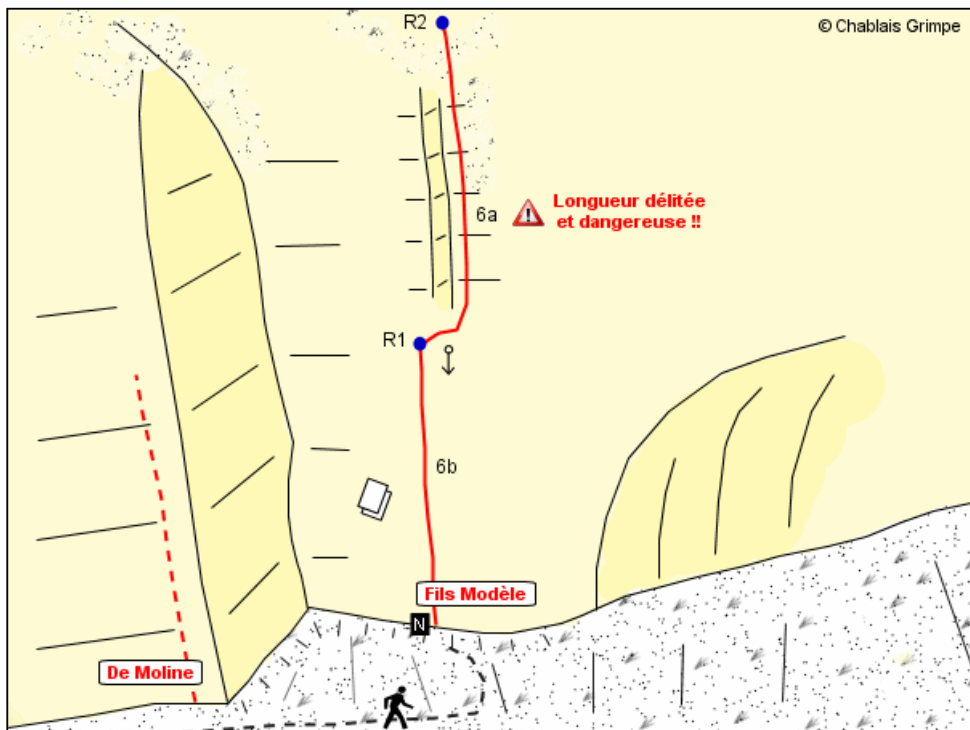 R2
© Chablais Grimpe
6a
Longueur délitée
et dangereuse !!
R1
6b
Fils Modèle
N
De Moline